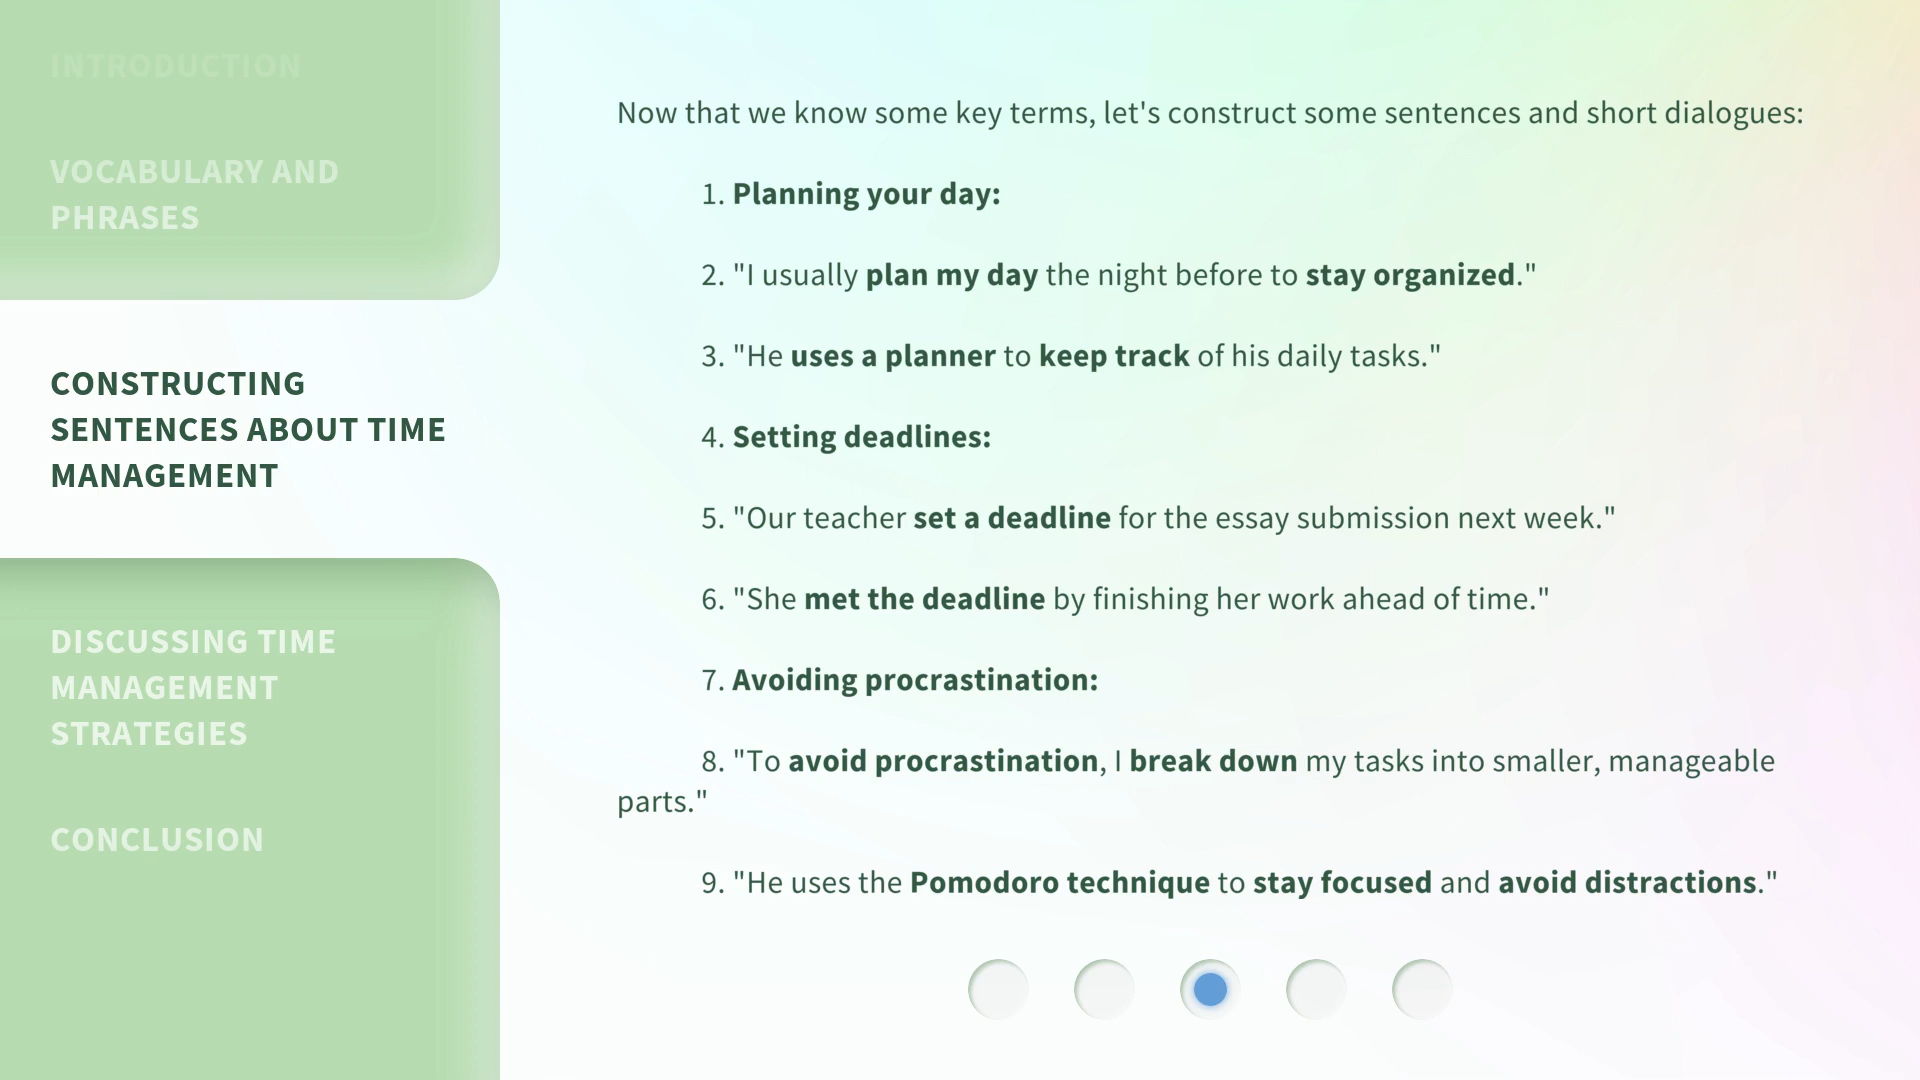 INTRODUCTION
VOCABULARY AND
PHRASES
CONSTRUCTING
SENTENCES ABOUT TIME
MANAGEMENT
DISCUSSING TIME
MANAGEMENT
STRATEGIES
CONCLUSION
Now that we know some key terms, let's construct some sentences and short dialogues:
1. Planning your day:
2. "I usually plan my day the night before to stay organized."
3. "He uses a planner to keep track of his daily tasks."
4. Setting deadlines:
5. "Our teacher set a deadline for the essay submission next week."
6. "She met the deadline by finishing her work ahead of time."
7. Avoiding procrastination:
8. "To avoid procrastination, I break down my tasks into smaller, manageable
parts."
9. "He uses the Pomodoro technique to stay focused and avoid distractions."